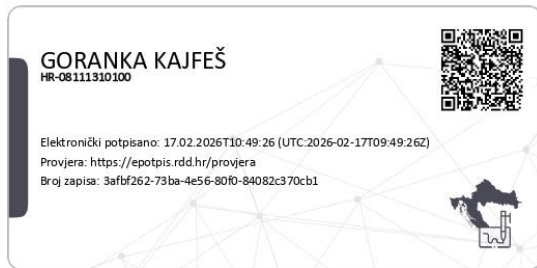 GORANKA KAJFEŠ
HR-08111310100
Elektronički potpisano: 17.02.2026T10:49:26 (UTC:2026-02-17T09:49:26Z)
Provjera: https://epotpis.rdd.hr/provjera
Broj zapisa: 3afbf262-73ba-4e56-80f0-84082c370cb1